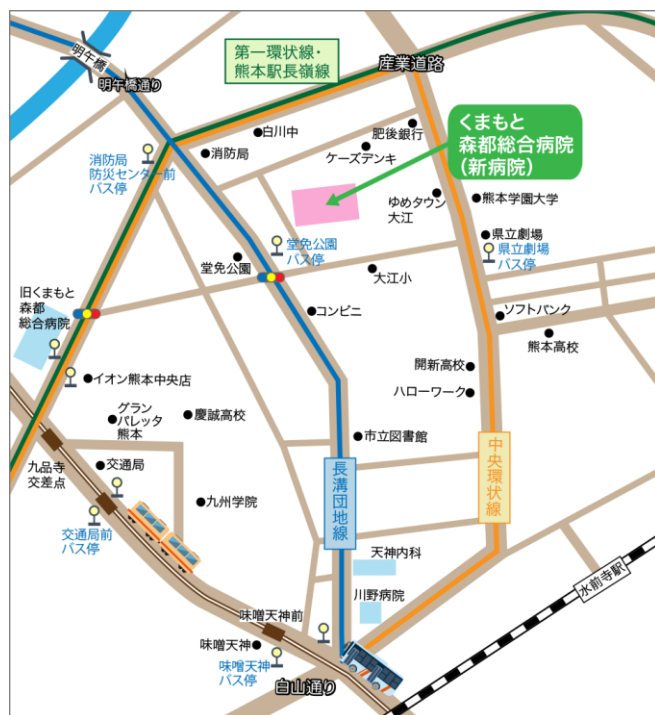 明午橋
明午橋通り
第一環状線・
熊本駅長嶺線
産業道路
くまもと
森都総合病院
（新病院）
肥後銀行
白川中
ケーズデンキ
消防局
消防局
防災センター前
バス停
ゆめタウン
大江
熊本学園大学
県立劇場
県立劇場
バス停
堂免公園
バス停
堂免公園
大江小
旧くまもと
森都
総合病院
コンビニ
ソフトバンク
熊本高校
開新高校
ハローワーク
イオン熊本中央店
グラン
パレッタ
熊本
慶誠高校
市立図書館
九品寺
交差点
交通局
九州学院
長溝団地線
中央環状線
交通局前
バス停
天神内科
川野病院
水前寺駅
味噌天神前
味噌天神
味噌天神
バス停
白山通り